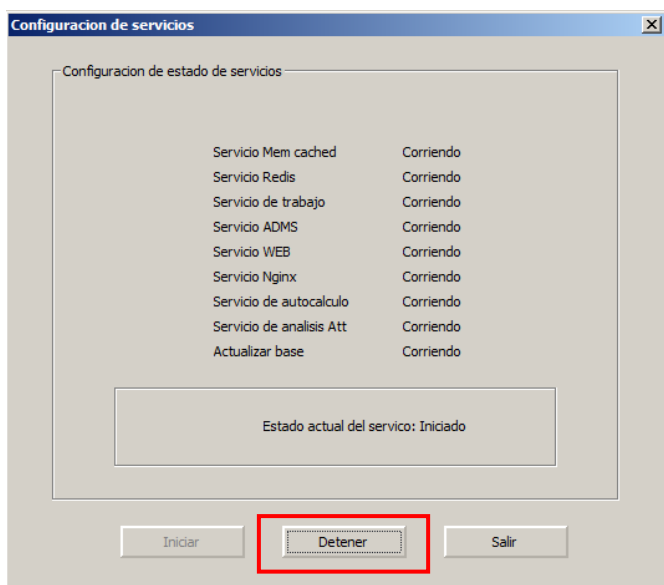 Configuracion de servicios
Configuracion de estado de servicios
Servicio Mem cached Corriendo
Servicio Redis Corriendo
Servicio de trabajo Corriendo
Servicio ADMS Corriendo
Servicio WEB Corriendo
Servicio Nginx Corriendo
Servicio de autocalculo Corriendo
Servicio de analisis Att Corriendo
Actualizar base Corriendo
Estado actual del servico: Iniciado
Iniciar Detener Salir